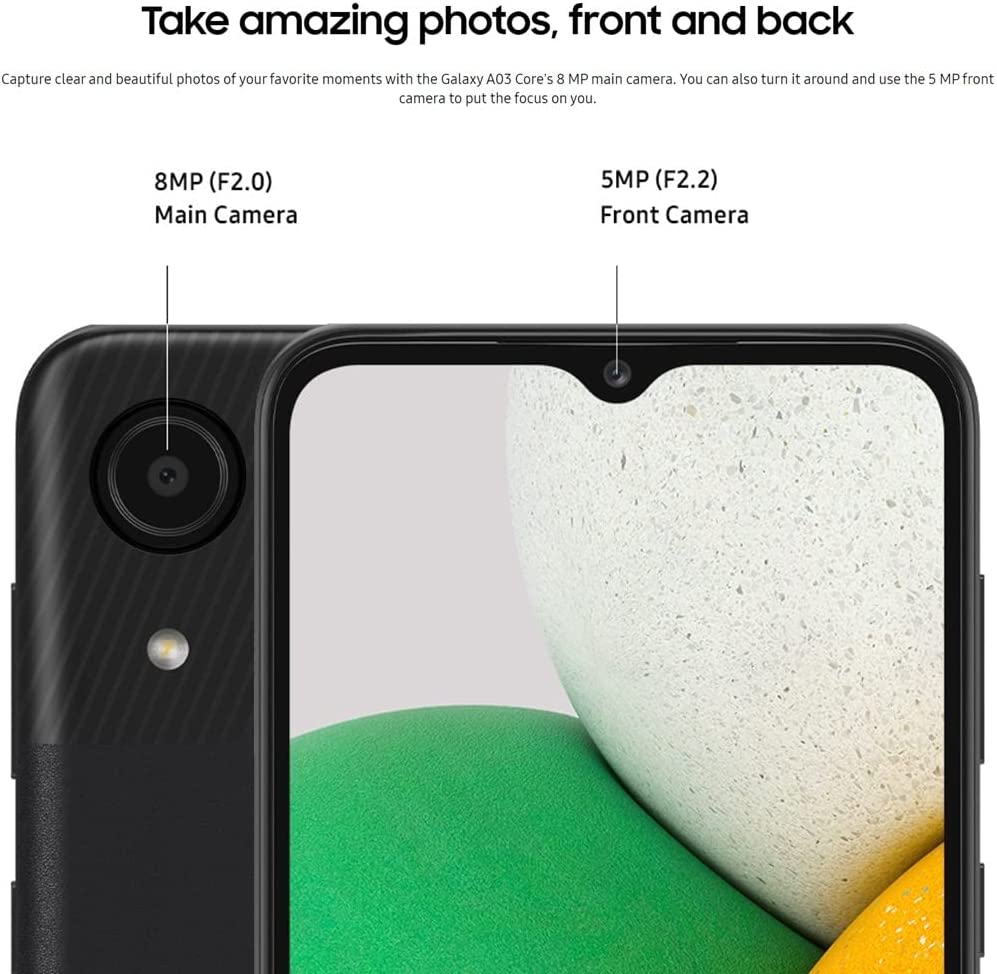 Take amazing photos, front and back
Capture clear and beautiful photos of your favorite moments with the Galaxy A03 Core's 8 MP main camera. You can also turn it around and use the 5 MP front
camera to put the focus on you.
8MP (F2.0)
Main Camera
5MP (F2.2)
Front Camera